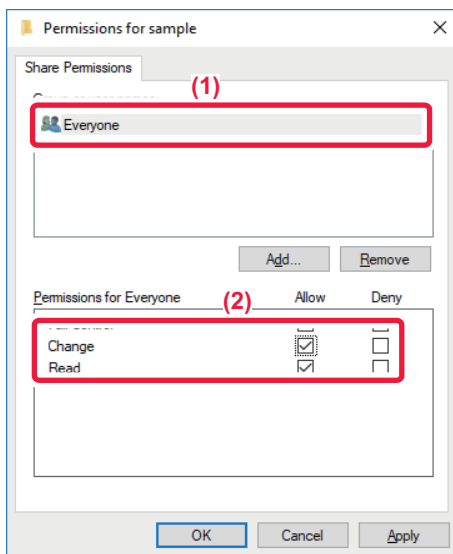 Permissions for sample
Share Permissions
(1)
Everyone
Add... Remove
Permissions for Everyone (2) Allow Deny
Change
Read
OK Cancel Apply